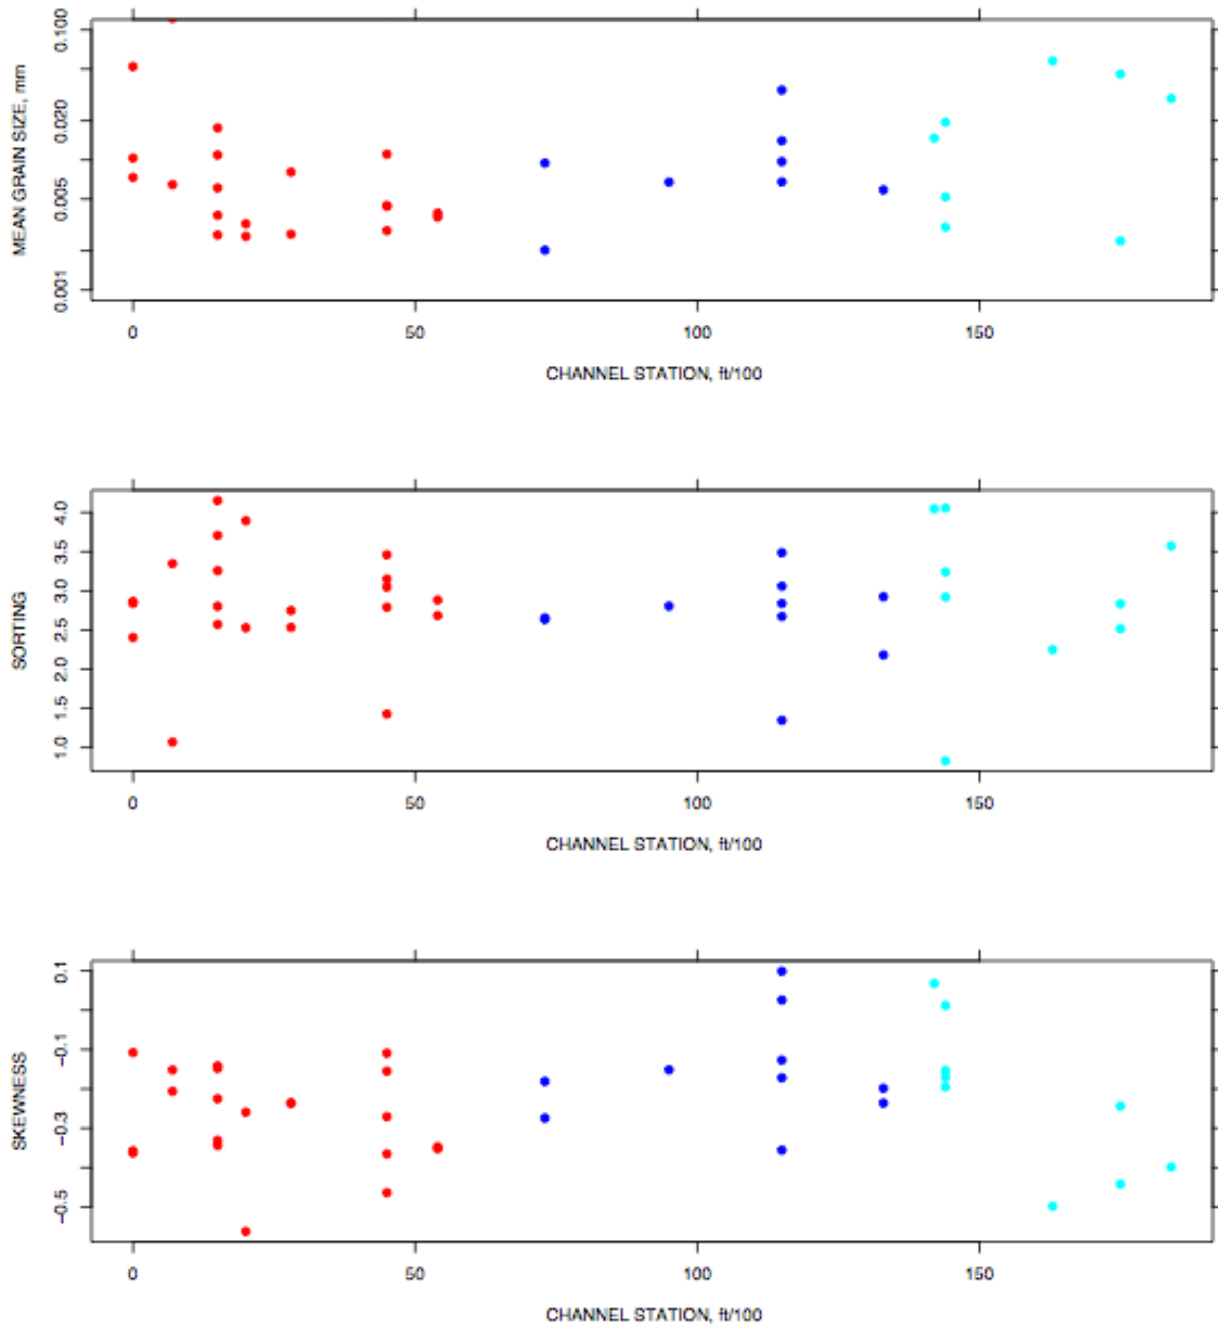 MEAN GRAIN SIZE, mm
0.100
0.020
0.005
0.001
0 50 100 150
CHANNEL STATION, ft/100
SORTING
4.0
3.5
3.0
2.5
2.0
1.5
1.0
0 50 100 150
CHANNEL STATION, ft/100
SKEWNESS
0.1
-0.1
-0.3
-0.5
0 50 100 150
CHANNEL STATION, ft/100